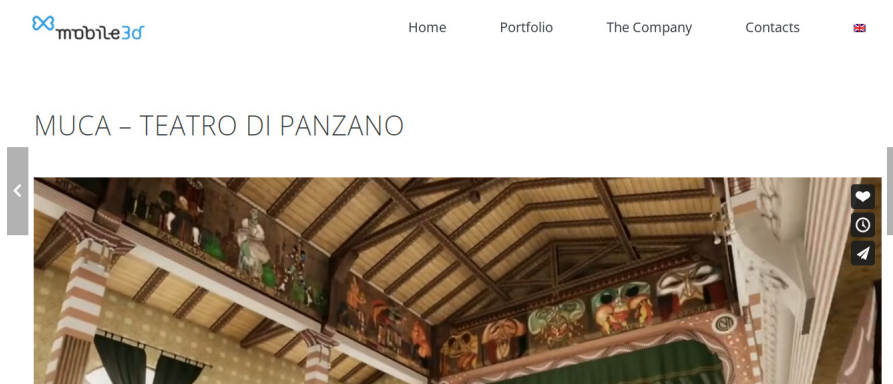 mobile3d
Home
Portfolio
The Company
Contacts
MUCA – TEATRO DI PANZANO